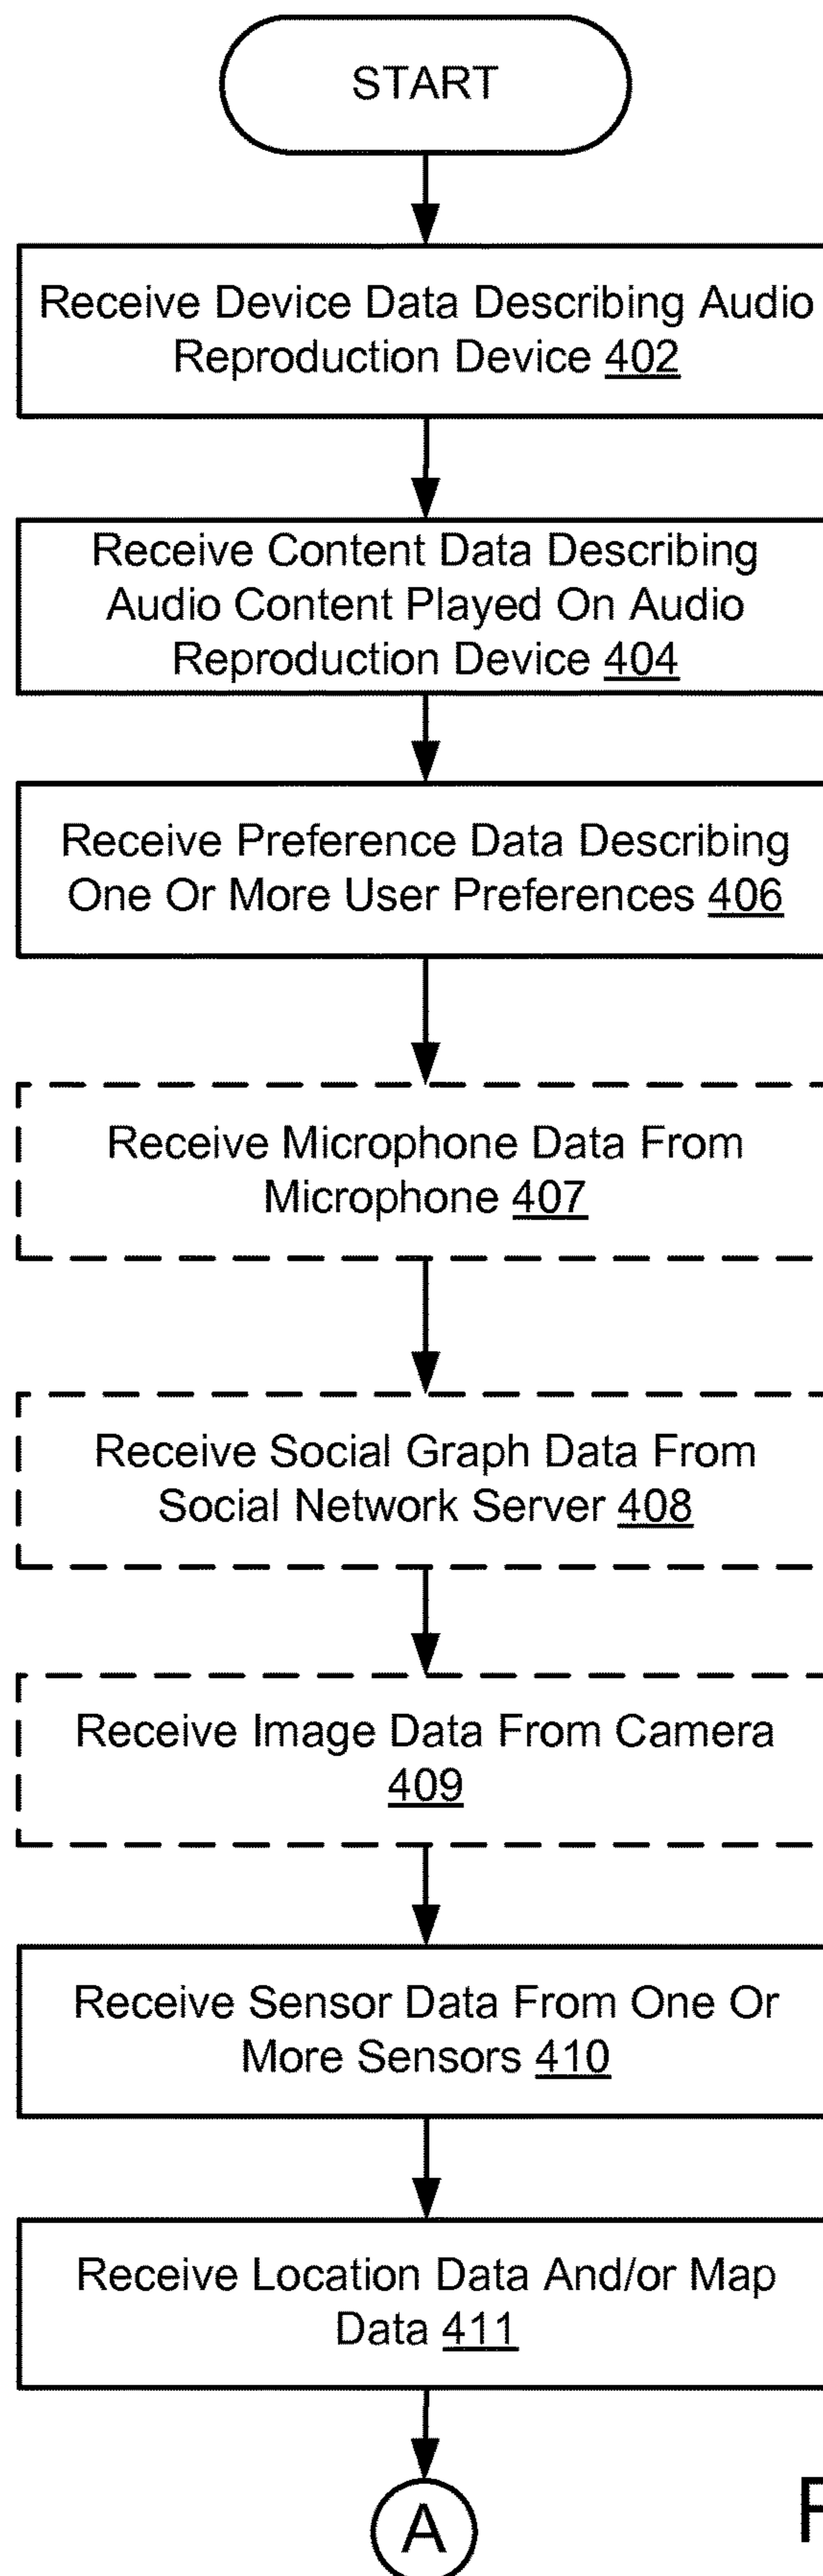 START
Receive Device Data Describing Audio
Reproduction Device 402
Receive Content Data Describing
Audio Content Played On Audio
Reproduction Device 404
Receive Preference Data Describing
One Or More User Preferences 406
Receive Microphone Data From
Microphone 407
Receive Social Graph Data From
Social Network Server 408
Receive Image Data From Camera
409
Receive Sensor Data From One Or
More Sensors 410
Receive Location Data And/or Map
Data 411
A